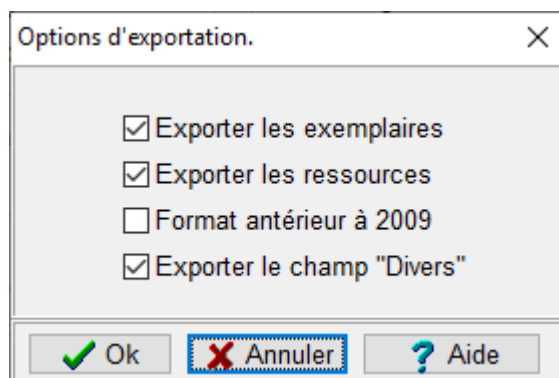 Options d'exportation.
Exporter les exemplaires
Exporter les ressources
Format antérieur à 2009
Exporter le champ "Divers"
Ok Annuler Aide